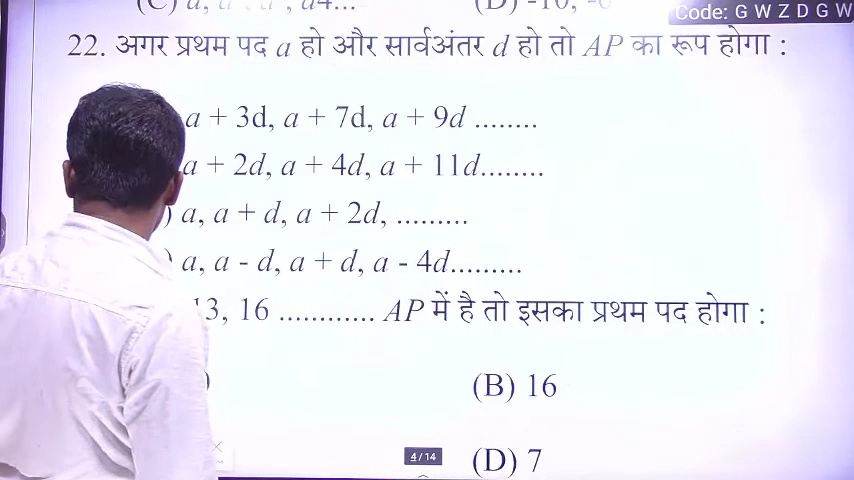 Code: G W Z D G W
22. अगर प्रथम पद a हो और सार्वअंतर d हो तो AP का रूप होगा :
a + 3d, a + 7d, a + 9d ........
a + 2d, a + 4d, a + 11d........
) a, a + d, a + 2d, .........
) a, a - d, a + d, a - 4d.........
13, 16 ............ AP में है तो इसका प्रथम पद होगा :
(B) 16
4/14
(D) 7